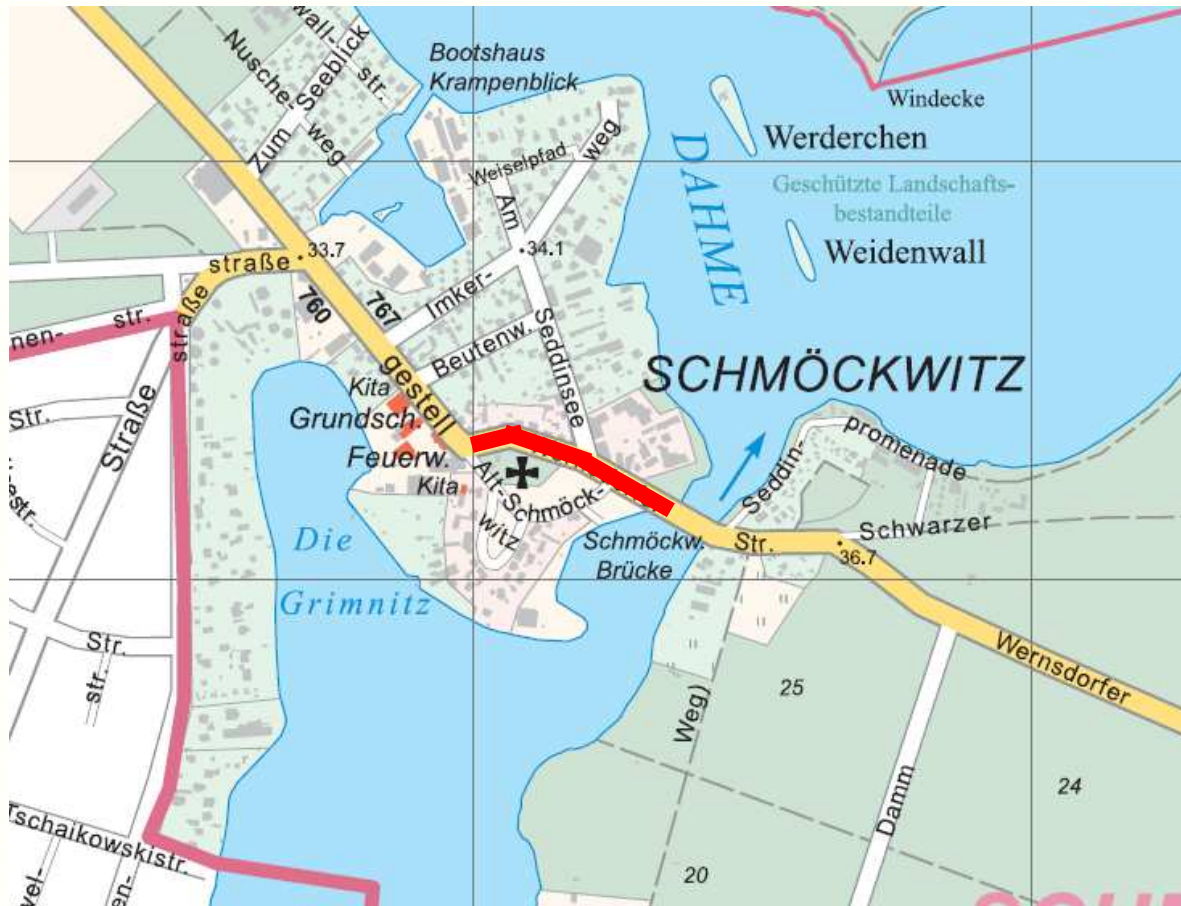 wall-
str.
Nusche-
weg
Zum Seeblick
Bootshaus
Krampenblick
Windecke
Werderchen
Geschützte Landschafts-
bestandteile
Weidenwall
DAHME
Weiselpfad
Am
weg
34.1
Seddinsee
Imker-
Beutenw.
33.7
straße
straße
760
767
gestell
nen-
str.
Str.
Straße
Kita
Grundsch.
Feuerw.
Kita
SCHMÖCKWITZ
promenade
Seddin-
Alt-Schmöck-
witz
Schmöckw.
Brücke
Str.
Schwarzer
36.7
estr.
Die
Grimnitz
Str.
str.
Wernsdorfer
25
Weg)
Damm
24
20
Tschaikowskistr.
vel-
en-